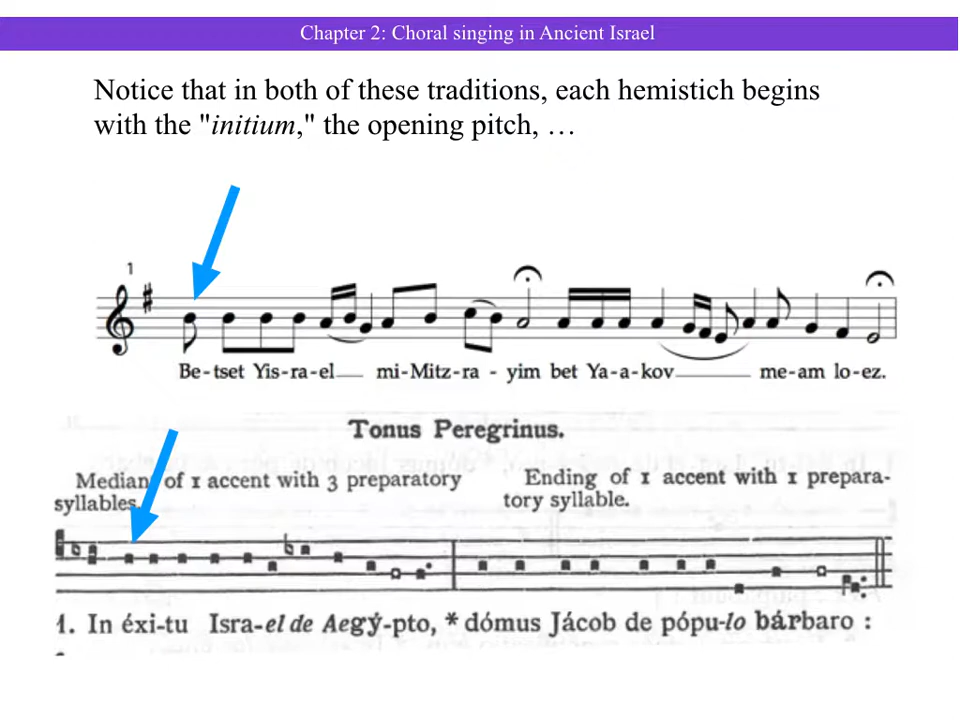 Chapter 2: Choral singing in Ancient Israel
Notice that in both of these traditions, each hemistich begins
with the "initium," the opening pitch, …
1
Be-tset Yis-ra-el mi-Mitz-ra-yim bet Ya-a-kov me-am lo-ez.
Tonus Peregrinus.
Median of 1 accent with 3 preparatory
syllables.
Ending of 1 accent with 1 prepara-
tory syllable.
1. In éxi-tu Isra-el de Aegý-pto, * dómus Jácob de pópu-lo bárbaro :